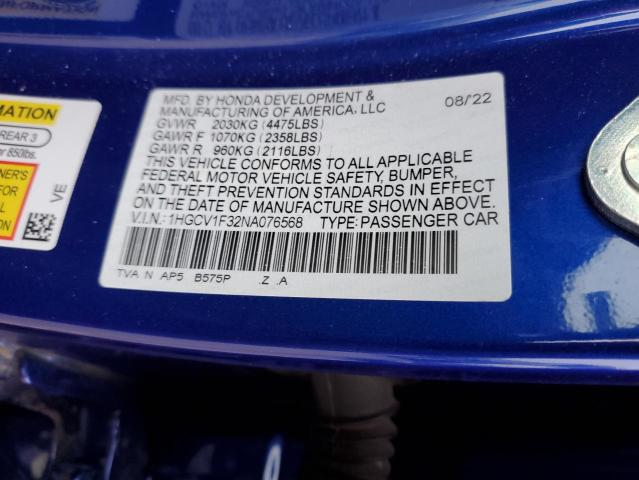 MFD. BY HONDA DEVELOPMENT &
MANUFACTURING OF AMERICA, LLC 08/'22
GVWR 2030KG (4475LBS)
GAWR F 1070KG (2358LBS)
GAWR R 960KG (2116LBS)
THIS VEHICLE CONFORMS TO ALL APPLICABLE
FEDERAL MOTOR VEHICLE SAFETY, BUMPER,
AND THEFT PREVENTION STANDARDS IN EFFECT
ON THE DATE OF MANUFACTURE SHOWN ABOVE.
V.I.N.: 1HGCV1F32NA076568 TYPE: PASSENGER CAR
TVA N AP5 B575P .Z .A
REAR 3
850lbs.
FOR
VE